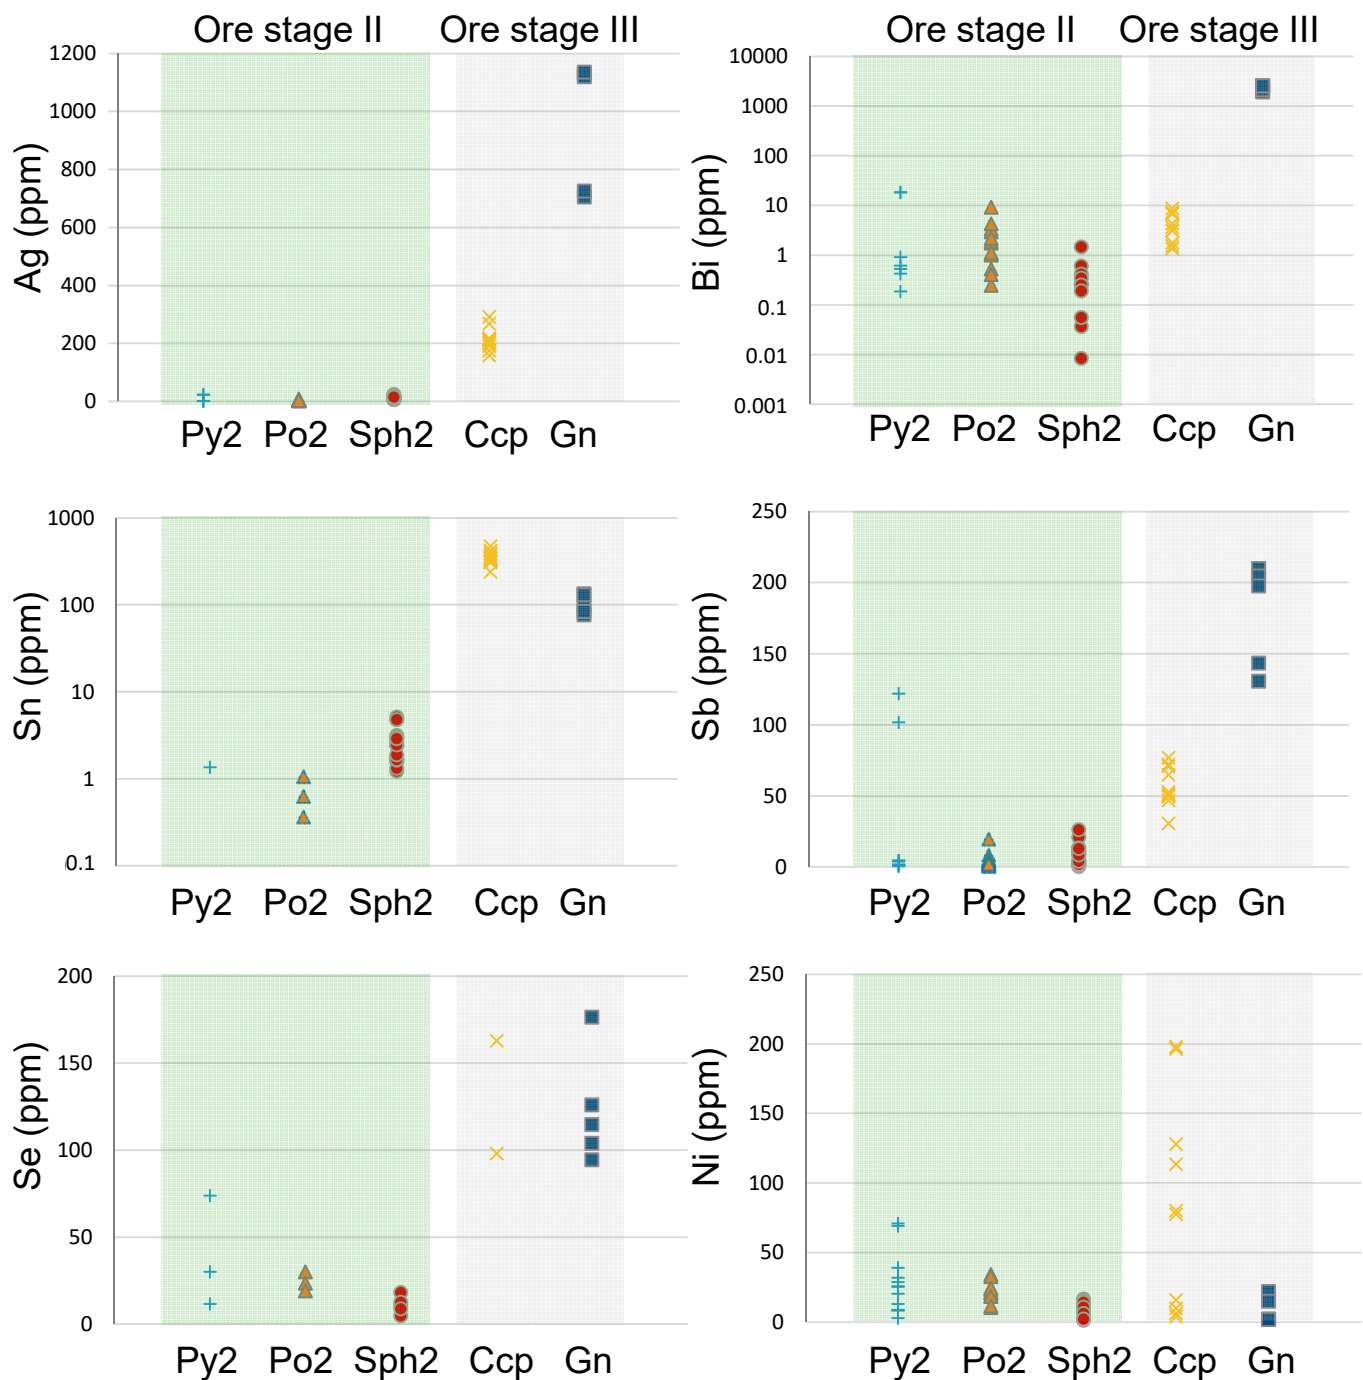 Ore stage II Ore stage III
Ag (ppm)
1200
1000
800
600
400
200
0
Py2 Po2 Sph2 Ccp Gn
Ore stage II Ore stage III
Bi (ppm)
10000
1000
100
10
1
0.1
0.01
0.001
Py2 Po2 Sph2 Ccp Gn
Sn (ppm)
1000
100
10
1
0.1
Py2 Po2 Sph2 Ccp Gn
Sb (ppm)
250
200
150
100
50
0
Py2 Po2 Sph2 Ccp Gn
Se (ppm)
200
150
100
50
0
Py2 Po2 Sph2 Ccp Gn
Ni (ppm)
250
200
150
100
50
0
Py2 Po2 Sph2 Ccp Gn